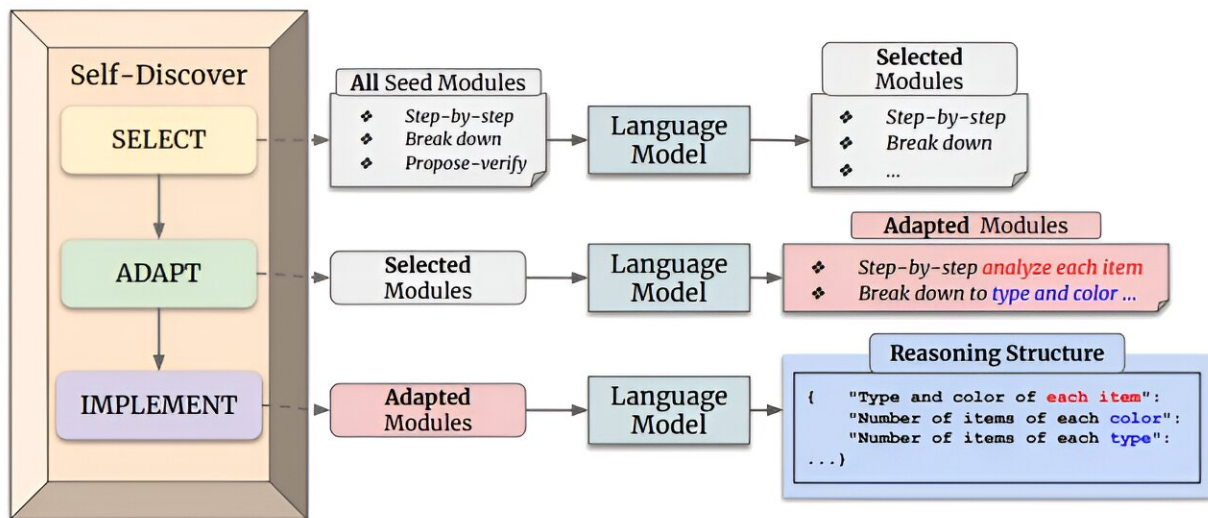 Self-Discover
SELECT
All Seed Modules
❖ Step-by-step
❖ Break down
❖ Propose-verify
Language
Model
Selected
Modules
❖ Step-by-step
❖ Break down
❖ ...
ADAPT
Selected
Modules
Language
Model
Adapted Modules
❖ Step-by-step analyze each item
❖ Break down to type and color ...
IMPLEMENT
Adapted
Modules
Language
Model
Reasoning Structure
{ "Type and color of each item":
"Number of items of each color":
"Number of items of each type":
...}